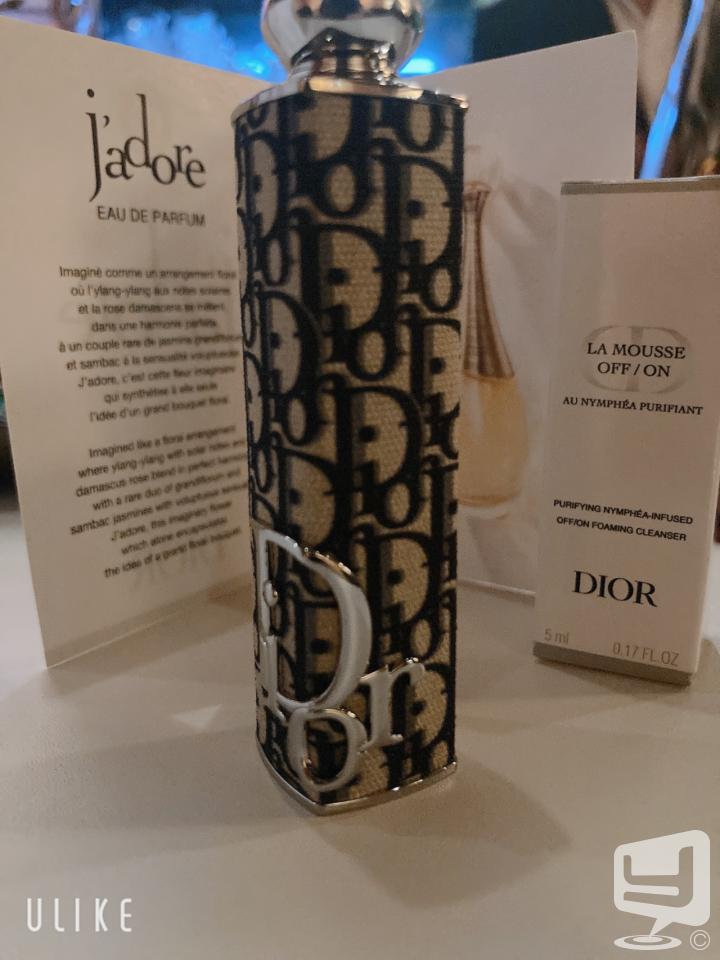 j'adore
EAU DE PARFUM
Imaginé comme un arrangement floral
où l'ylang-ylang aux notes solaires
et la rose damascena se mêlent
dans une harmonie parfaite
à un couple rare de jasmins grandiflorum
et sambac à la sensualité voluptueuse.
J'adore, c'est cette fleur imaginaire
qui synthétise à elle seule
l'idée d'un grand bouquet floral.
Imagined like a floral arrangement
where ylang-ylang with solar notes and
damascus rose blend in perfect harmony
with a rare duo of grandiflorum and
sambac jasmines with voluptuous
J'adore, this imaginary flower
which alone encapsulates
the idea of a grand floral bouquet.
Dior
LA MOUSSE
OFF/ON
AU NYMPHÉA PURIFIANT
PURIFYING NYMPHÉA-INFUSED
OFF/ON FOAMING CLEANSER
DIOR
5 ml 0.17 FL.OZ
ULIKE
©